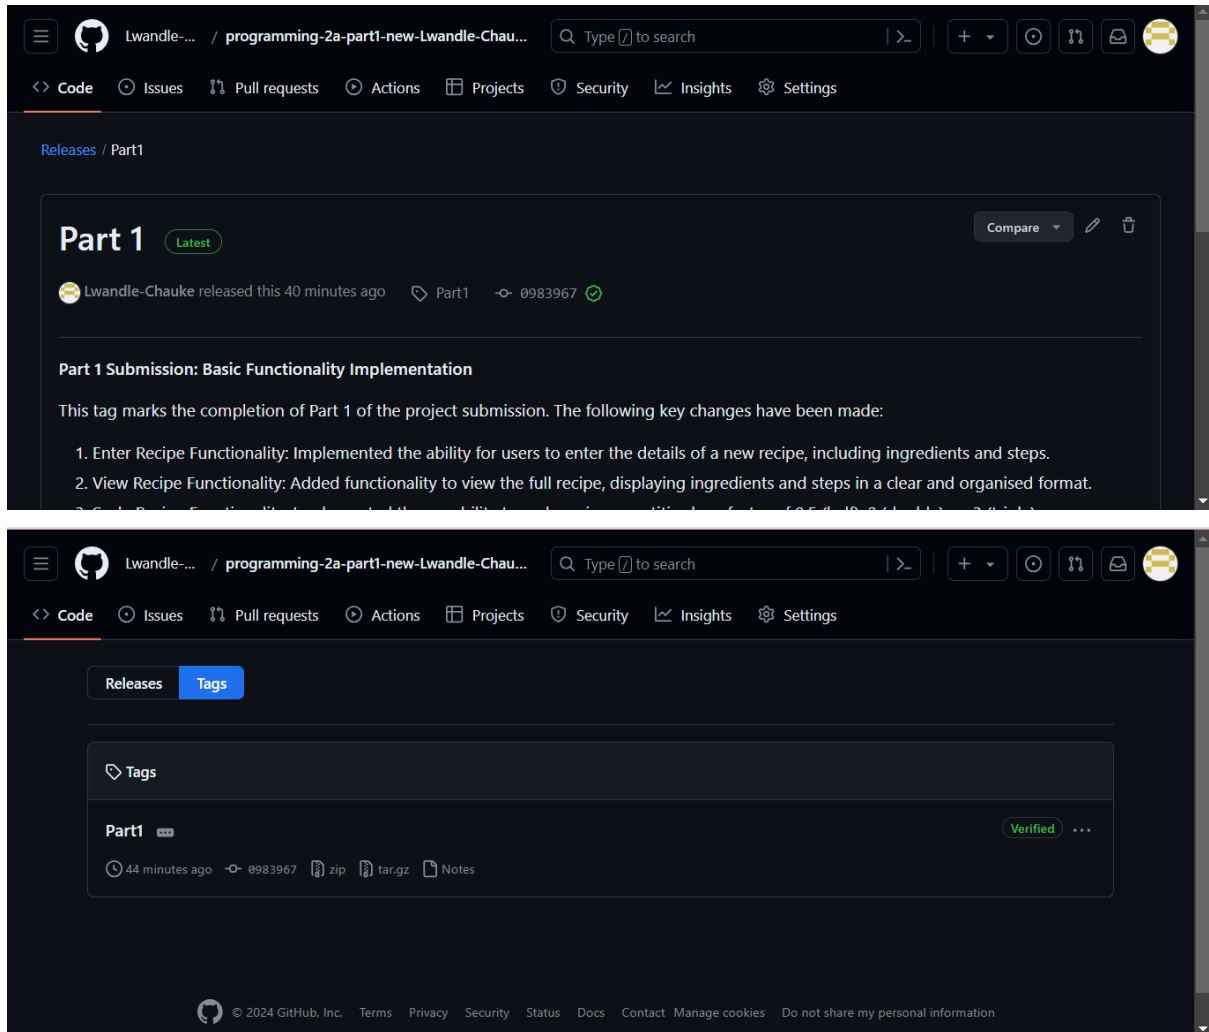 Lwandle-... / programming-2a-part1-new-Lwandle-Chau... Type / to search
Code Issues Pull requests Actions Projects Security Insights Settings
Releases / Part1
Part 1 Latest Compare
Lwandle-Chauke released this 40 minutes ago Part1 0983967
Part 1 Submission: Basic Functionality Implementation
This tag marks the completion of Part 1 of the project submission. The following key changes have been made:
1. Enter Recipe Functionality: Implemented the ability for users to enter the details of a new recipe, including ingredients and steps.
2. View Recipe Functionality: Added functionality to view the full recipe, displaying ingredients and steps in a clear and organised format.
Lwandle-... / programming-2a-part1-new-Lwandle-Chau... Type / to search
Code Issues Pull requests Actions Projects Security Insights Settings
Releases Tags
Tags
Part1 Verified
44 minutes ago 0983967 zip tar.gz Notes
© 2024 GitHub, Inc. Terms Privacy Security Status Docs Contact Manage cookies Do not share my personal information